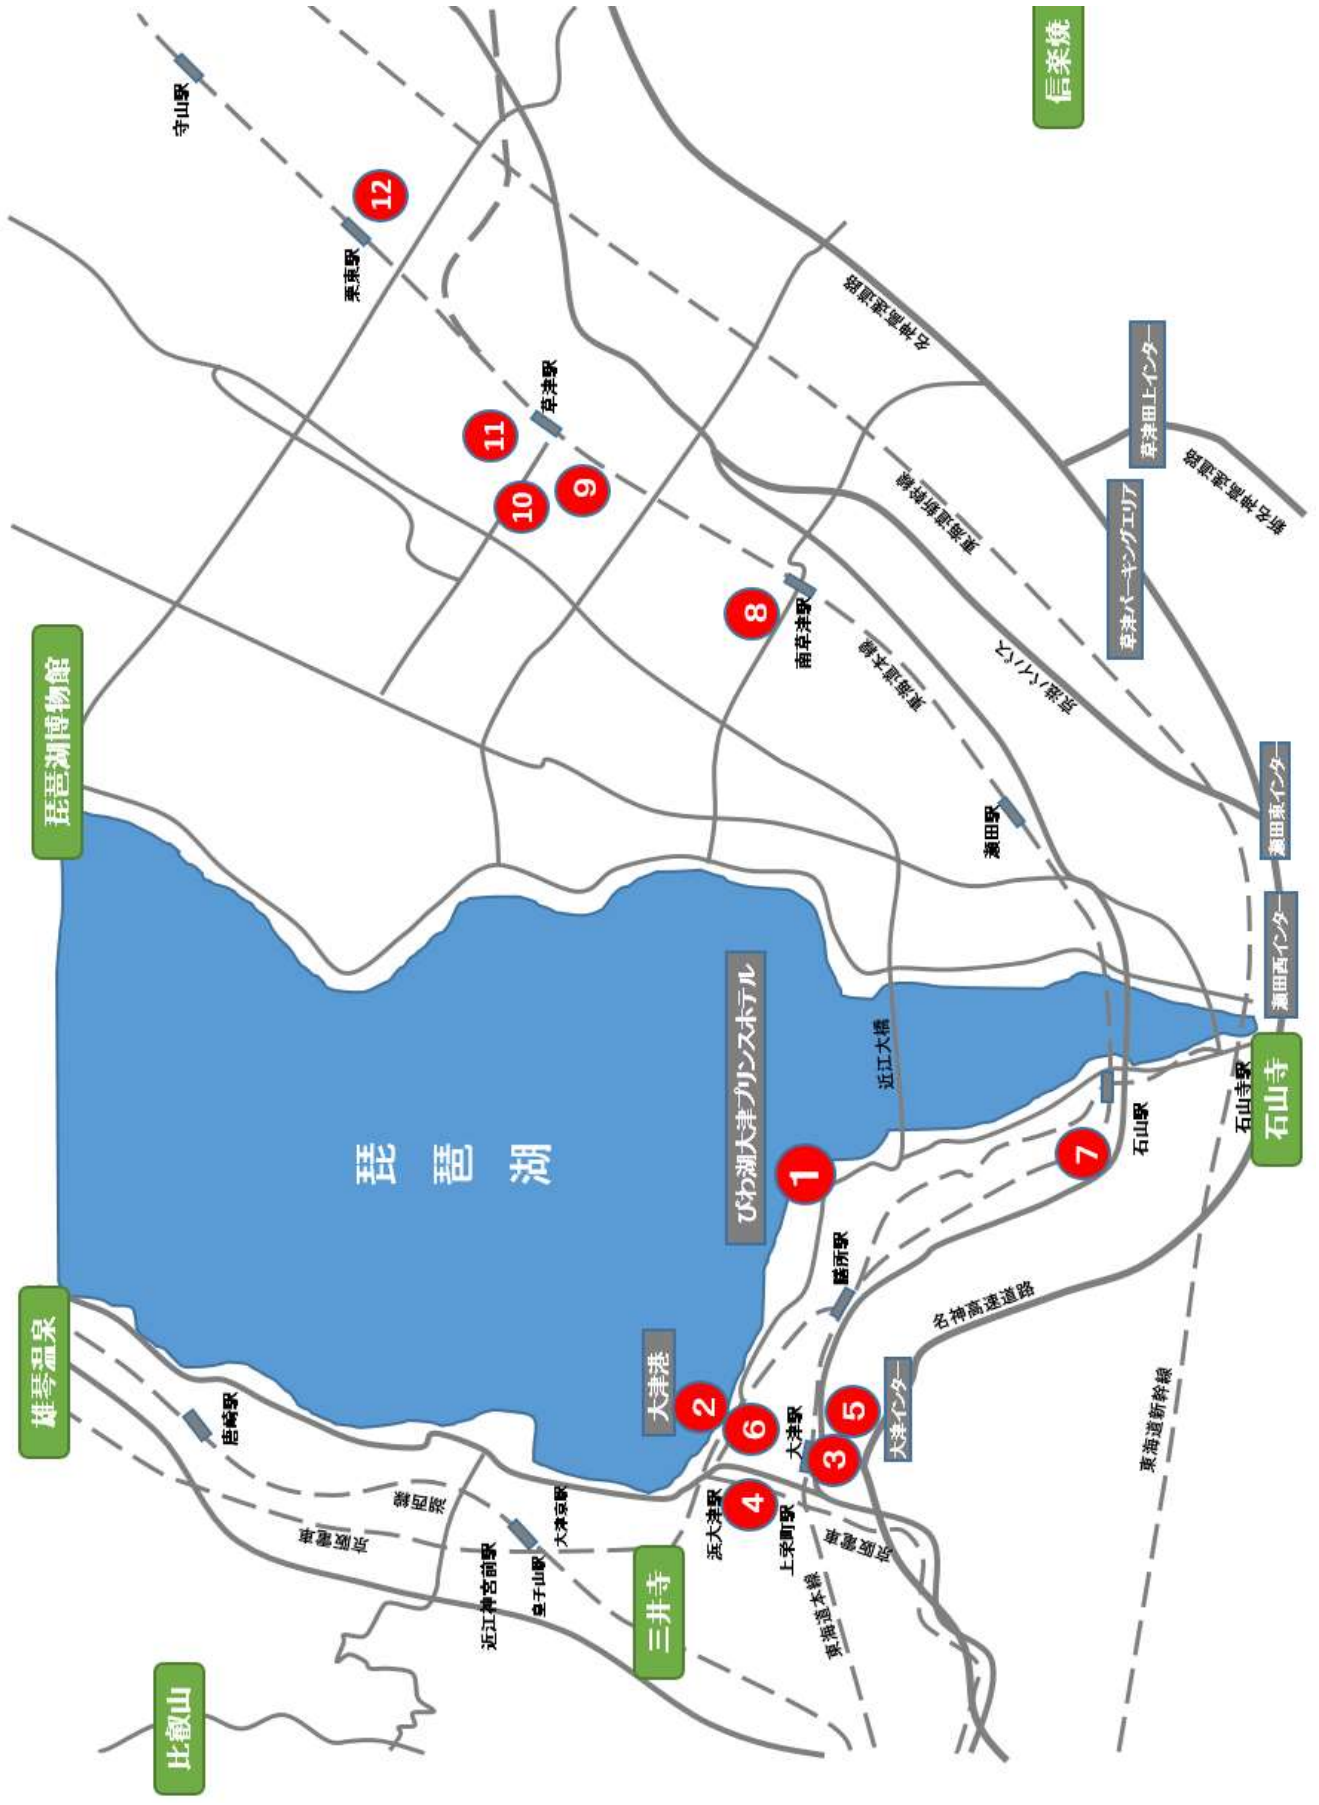 比叡山
雄琴温泉
琵琶湖博物館
守山駅
唐崎駅
栗東駅
12
湖西線
京阪電車
近江神宮前駅
皇子山駅
大津京駅
琵琶湖
草津駅
11
10
9
三井寺
大津港
2
びわ湖大津プリンスホテル
1
浜大津駅
4
6
上栄町駅
大津駅
3
5
大津インター
膳所駅
京阪電車
東海道本線
近江大橋
8
南草津駅
東海道本線
名神高速道路
東海道新幹線
京滋バイパス
瀬田駅
名神高速道路
7
石山駅
東海道新幹線
石山寺駅
石山寺
瀬田西インター
瀬田東インター
草津パーキングエリア
草津田上インター
新名神高速道路
信楽焼